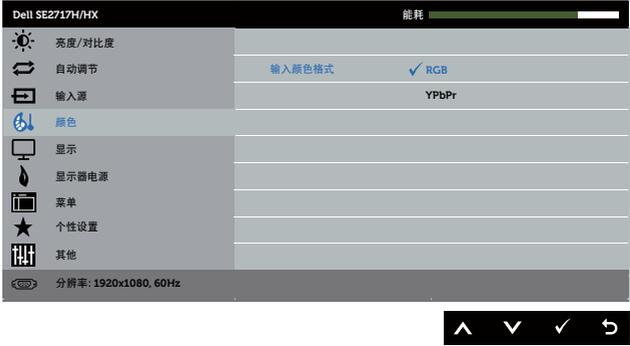 Dell SE2717H/HX
能耗
亮度/对比度
自动调节
输入颜色格式
RGB
输入源
YPbPr
颜色
显示
显示器电源
菜单
个性设置
其他
分辨率: 1920x1080, 60Hz